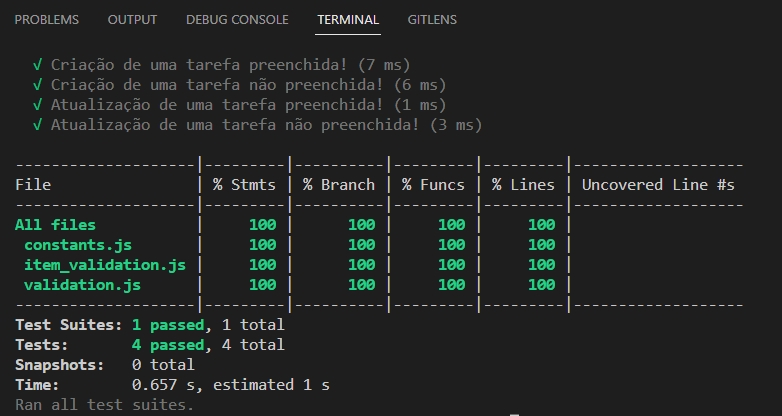 PROBLEMS OUTPUT DEBUG CONSOLE TERMINAL GITLENS
√ Criação de uma tarefa preenchida! (7 ms)
√ Criação de uma tarefa não preenchida! (6 ms)
√ Atualização de uma tarefa preenchida! (1 ms)
√ Atualização de uma tarefa não preenchida! (3 ms)
--------------------|---------|----------|---------|---------|-------------------
File                | % Stmts | % Branch | % Funcs | % Lines | Uncovered Line #s
--------------------|---------|----------|---------|---------|-------------------
All files           |     100 |      100 |     100 |     100 |
 constants.js       |     100 |      100 |     100 |     100 |
 item_validation.js |     100 |      100 |     100 |     100 |
 validation.js      |     100 |      100 |     100 |     100 |
--------------------|---------|----------|---------|---------|-------------------
Test Suites: 1 passed, 1 total
Tests:       4 passed, 4 total
Snapshots:   0 total
Time:        0.657 s, estimated 1 s
Ran all test suites.